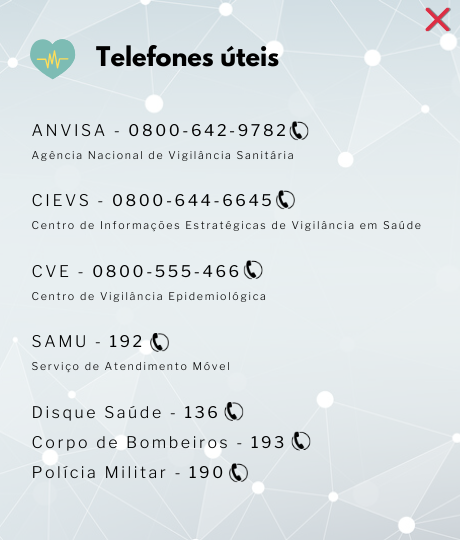 Telefones úteis
ANVISA - 0800-642-9782
Agência Nacional de Vigilância Sanitária
CIEVS - 0800-644-6645
Centro de Informações Estratégicas de Vigilância em Saúde
CVE - 0800-555-466
Centro de Vigilância Epidemiológica
SAMU - 192
Serviço de Atendimento Móvel
Disque Saúde - 136
Corpo de Bombeiros - 193
Polícia Militar - 190